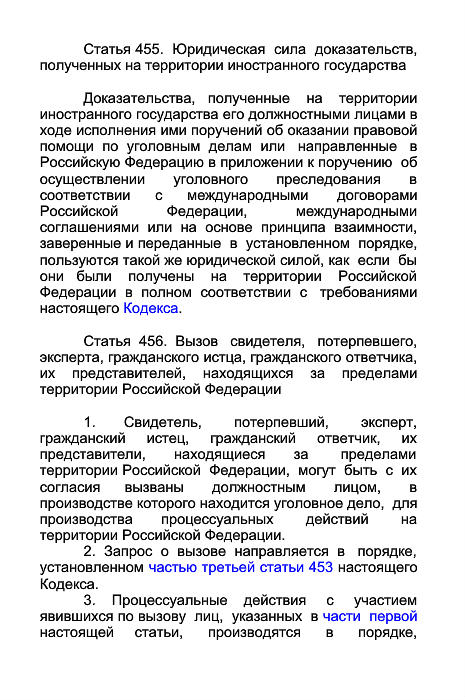 Статья 455. Юридическая сила доказательств,
полученных на территории иностранного государства
Доказательства, полученные на территории
иностранного государства его должностными лицами в
ходе исполнения ими поручений об оказании правовой
помощи по уголовным делам или направленные в
Российскую Федерацию в приложении к поручению об
осуществлении уголовного преследования в
соответствии с международными договорами
Российской Федерации, международными
соглашениями или на основе принципа взаимности,
заверенные и переданные в установленном порядке,
пользуются такой же юридической силой, как если бы
они были получены на территории Российской
Федерации в полном соответствии с требованиями
настоящего Кодекса.
Статья 456. Вызов свидетеля, потерпевшего,
эксперта, гражданского истца, гражданского ответчика,
их представителей, находящихся за пределами
территории Российской Федерации
1. Свидетель, потерпевший, эксперт,
гражданский истец, гражданский ответчик, их
представители, находящиеся за пределами
территории Российской Федерации, могут быть с их
согласия вызваны должностным лицом, в
производстве которого находится уголовное дело, для
производства процессуальных действий на
территории Российской Федерации.
2. Запрос о вызове направляется в порядке,
установленном частью третьей статьи 453 настоящего
Кодекса.
3. Процессуальные действия с участием
явившихся по вызову лиц, указанных в части первой
настоящей статьи, производятся в порядке,